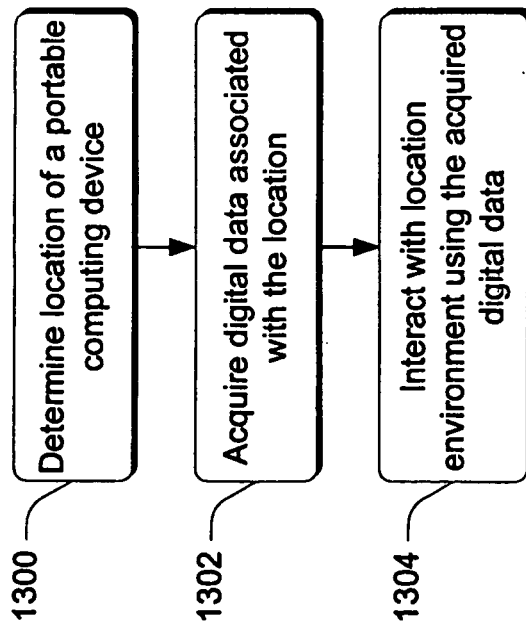 1300
Determine location of a portable
computing device
1302
Acquire digital data associated
with the location
1304
Interact with location
environment using the acquired
digital data